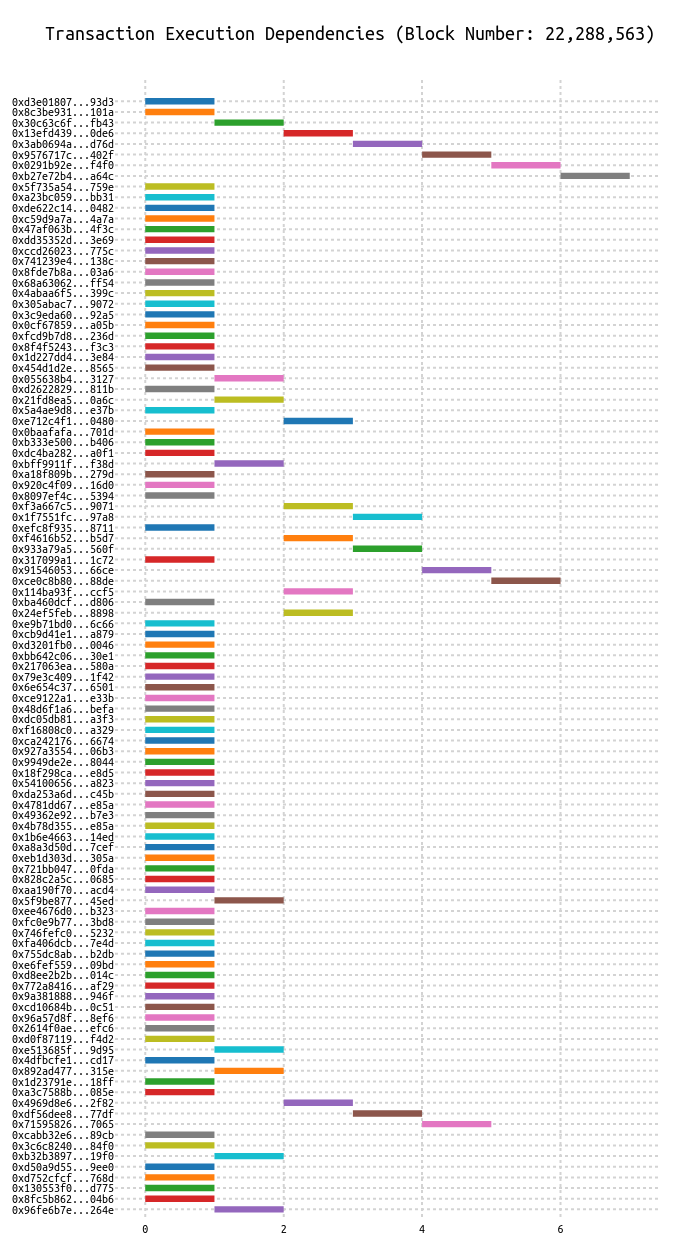 Transaction Execution Dependencies (Block Number: 22,288,563)
0xd3e01807...93d3
0x8c3be931...101a
0x30c63c6f...fb43
0x13efd439...0de6
0x3ab0694a...d76d
0x9576717c...402f
0x0291b92e...f4f0
0xb27e72b4...a64c
0x5f735a54...759e
0xa23bc059...bb31
0xde622c14...0482
0xc59d9a7a...4a7a
0x47af063b...4f3c
0xdd35352d...3e69
0xccd26023...775c
0x741239e4...138c
0x8fde7b8a...03a6
0x68a63062...ff54
0x4abaa6f5...399c
0x305abac7...9072
0x3c9eda60...92a5
0x0cf67859...a05b
0xfcd9b7d8...236d
0x8f4f5243...f3c3
0x1d227dd4...3e84
0x454d1d2e...8565
0x055638b4...3127
0xd2622829...811b
0x21fd8ea5...0a6c
0x5a4ae9d8...e37b
0xe712c4f1...0480
0x0baafafa...701d
0xb333e500...b406
0xdc4ba282...a0f1
0xbff9911f...f38d
0xa18f809b...279d
0x920c4f09...16d0
0x8097ef4c...5394
0xf3a667c5...9071
0x1f7551fc...97a8
0xefc8f935...8711
0xf4616b52...b5d7
0x933a79a5...560f
0x317099a1...1c72
0x91546053...66ce
0xce0c8b80...88de
0x114ba93f...ccf5
0xba460dcf...d806
0x24ef5feb...8898
0xe9b71bd0...6c66
0xcb9d41e1...a879
0xd3201fb0...0046
0xbb642c06...30e1
0x217063ea...580a
0x79e3c409...1f42
0x6e654c37...6501
0xce9122a1...e33b
0x48d6f1a6...befa
0xdc05db81...a3f3
0xf16808c0...a329
0xca242176...6674
0x927a3554...06b3
0x9949de2e...8044
0x18f298ca...e8d5
0x54100656...a823
0xda253a6d...c45b
0x4781dd67...e85a
0x49362e92...b7e3
0x4b78d355...e85a
0x1b6e4663...14ed
0xa8a3d50d...7cef
0xeb1d303d...305a
0x721bb047...0fda
0x828c2a5c...0685
0xaa190f70...acd4
0x5f9be877...45ed
0xee4676d0...b323
0xfc0e9b77...3bd8
0x746fefc0...5232
0xfa406dcb...7e4d
0x755dc8ab...b2db
0xe6fef559...09bd
0xd8ee2b2b...014c
0x772a8416...af29
0x9a381888...946f
0xcd10684b...0c51
0x96a57d8f...8ef6
0x2614f0ae...efc6
0xd0f87119...f4d2
0xe513685f...9d95
0x4dfbcfe1...cd17
0x892ad477...315e
0x1d23791e...18ff
0xa3c7588b...085e
0x4969d8e6...2f82
0xdf56dee8...77df
0x71595826...7065
0xcabb32e6...89cb
0x3c6c8240...84f0
0xb32b3897...19f0
0xd50a9d55...9ee0
0xd752cfcf...768d
0x130553f0...d775
0x8fc5b862...04b6
0x96fe6b7e...264e
0 2 4 6